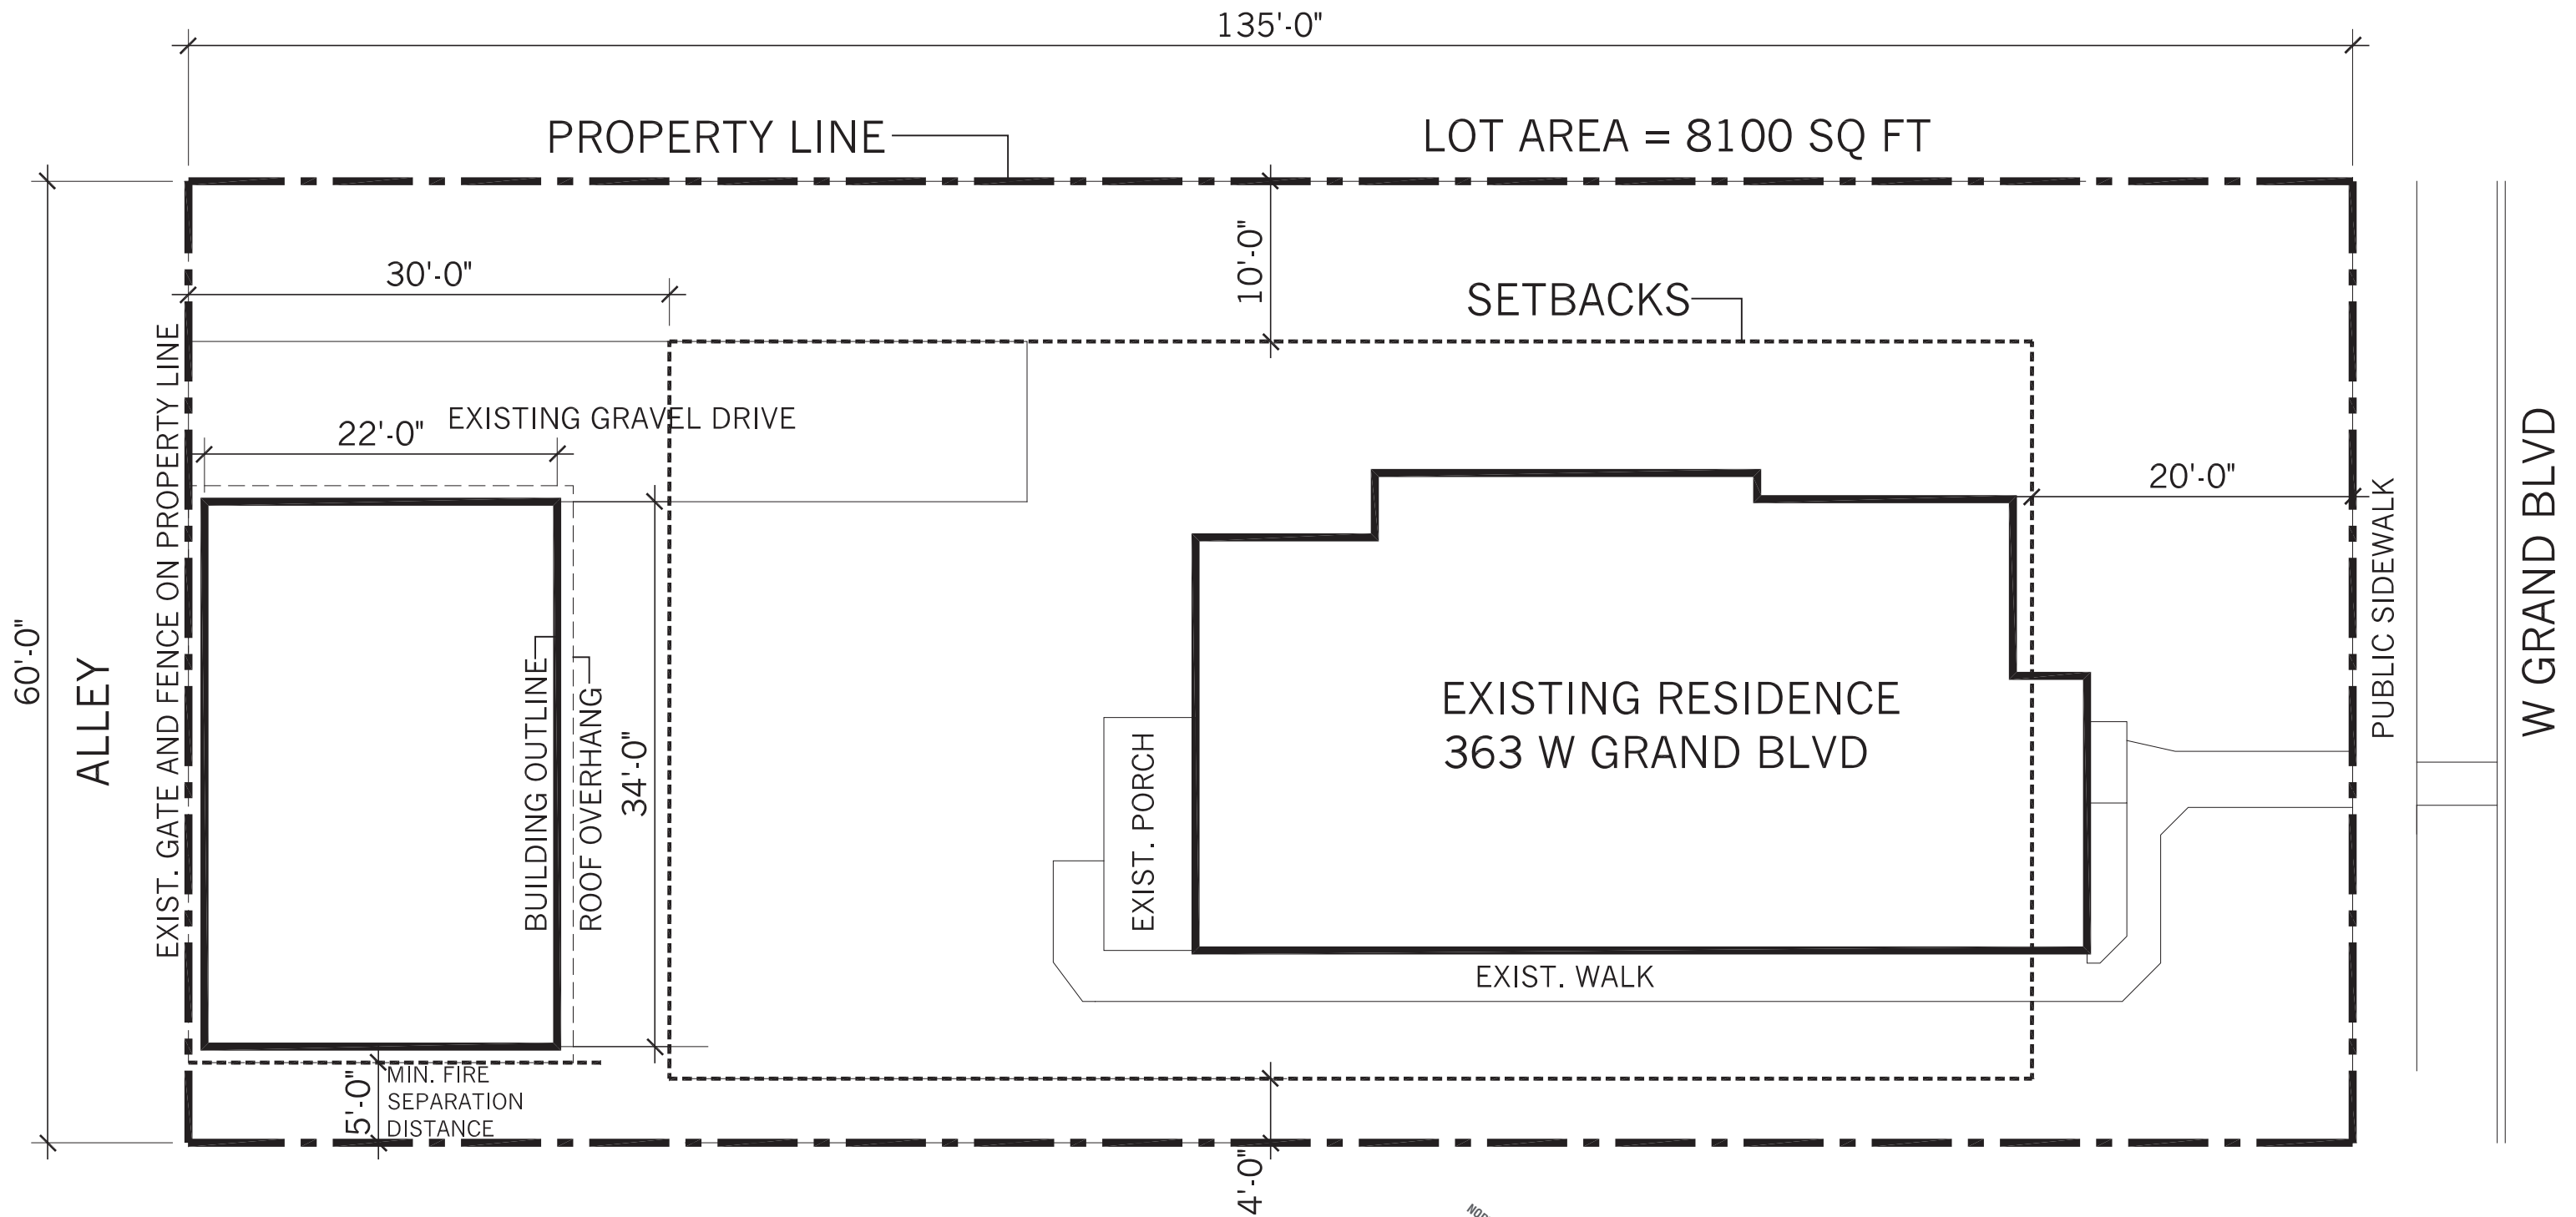 135'-0"
PROPERTY LINE
LOT AREA = 8100 SQ FT
30'-0"
10'-0"
SETBACKS
EXISTING GRAVEL DRIVE
22'-0"
20'-0"
60'-0"
ALLEY
EXIST. GATE AND FENCE ON PROPERTY LINE
BUILDING OUTLINE
ROOF OVERHANG
34'-0"
EXIST. PORCH
EXISTING RESIDENCE
363 W GRAND BLVD
PUBLIC SIDEWALK
W GRAND BLVD
EXIST. WALK
5'-0"
MIN. FIRE
SEPARATION
DISTANCE
4'-0"